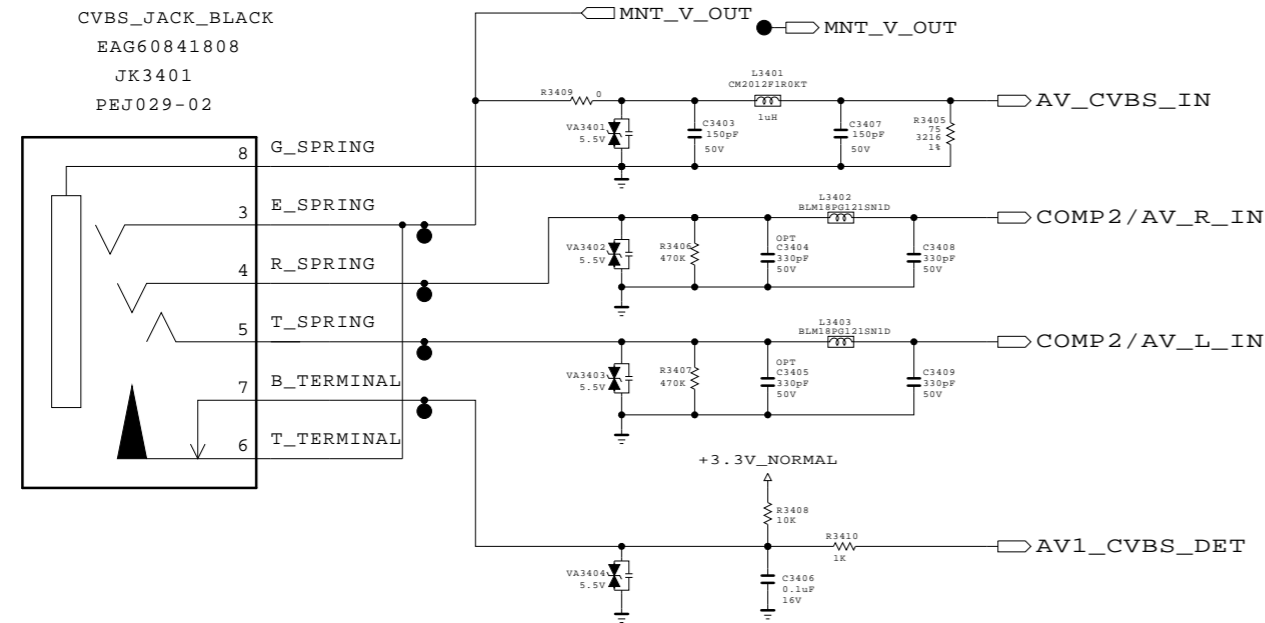 CVBS_JACK_BLACK
EAG60841808
JK3401
PEJ029-02
MNT_V_OUT
MNT_V_OUT
L3401
CM2012F1R0KT
1uH
R3409
0
VA3401
5.5V
C3403
150pF
50V
C3407
150pF
50V
R3405
75
3216
1%
AV_CVBS_IN
8
G_SPRING
3
E_SPRING
4
R_SPRING
5
T_SPRING
7
B_TERMINAL
6
T_TERMINAL
L3402
BLM18PG121SN1D
VA3402
5.5V
R3406
470K
OPT
C3404
330pF
50V
C3408
330pF
50V
COMP2/AV_R_IN
L3403
BLM18PG121SN1D
VA3403
5.5V
R3407
470K
OPT
C3405
330pF
50V
C3409
330pF
50V
COMP2/AV_L_IN
+3.3V_NORMAL
R3408
10K
R3410
1K
AV1_CVBS_DET
VA3404
5.5V
C3406
0.1uF
16V